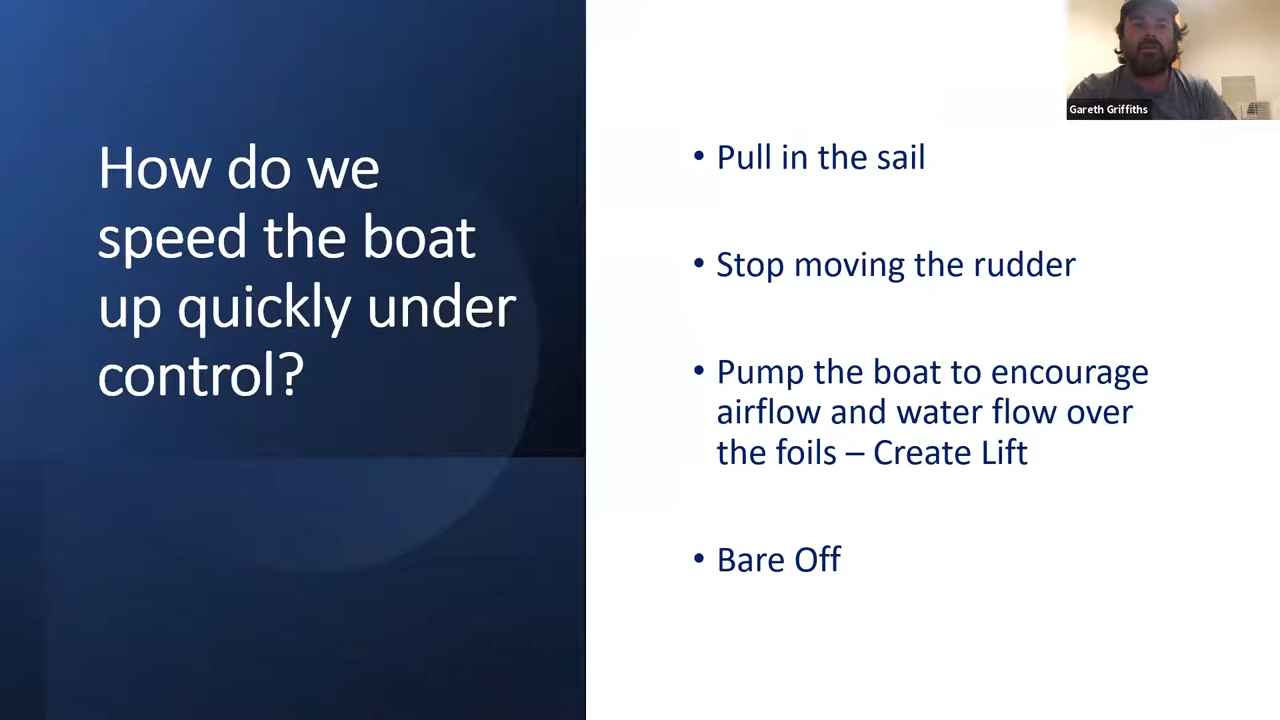 How do we
speed the boat
up quickly under
control?
• Pull in the sail
• Stop moving the rudder
• Pump the boat to encourage
airflow and water flow over
the foils – Create Lift
• Bare Off
Gareth Griffiths